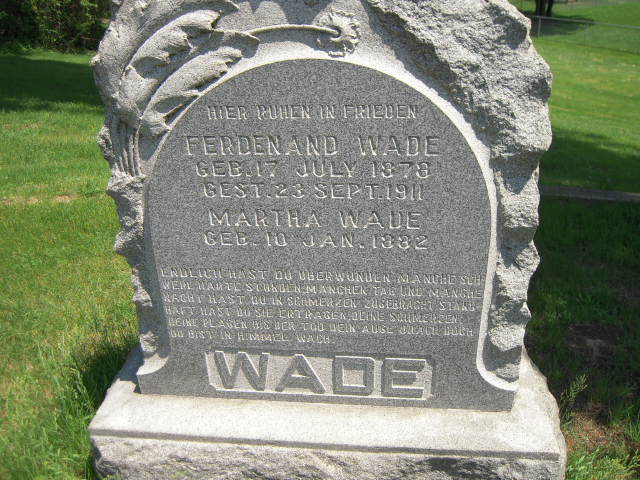 HIER RUHEN IN FRIEDEN
FERDENAND WADE
GEB. 17 JULY 1878
GEST. 23 SEPT. 1911
MARTHA WADE
GEB. 10 JAN. 1882
ENDLICH HAST DU ÜBERWUNDEN MANCHE SCH
WERE HARTE STUNDEN, MANCHEN TAG UND MANCHE
NACHT HAST DU IN SCHMERZEN ZUGEBRACHT. STAND
HAFT HAST DU SIE ERTRAGEN, DEINE SCHMERZEN,
DEINE PLAGEN BIS DER TOD DEIN AUGE BRACH DOCH
DU BIST IN HIMMEL WACH.
WADE